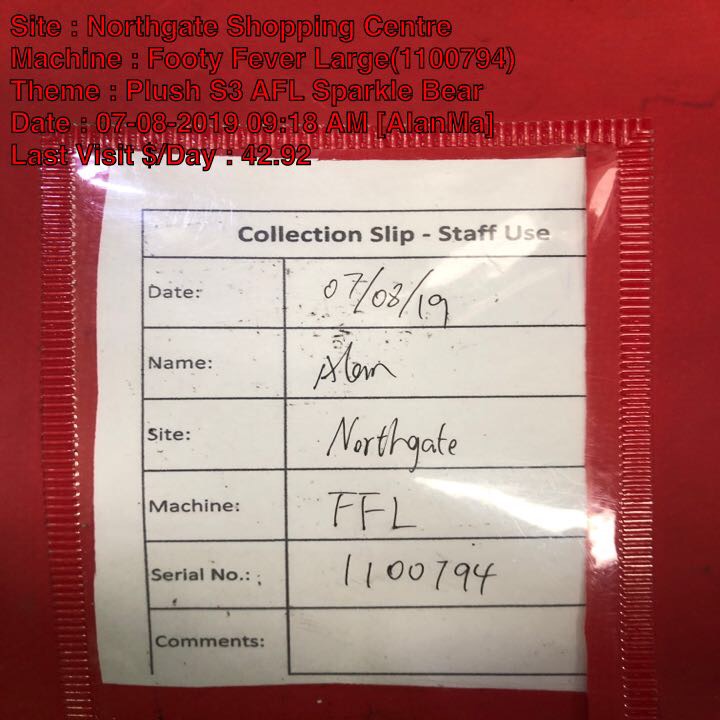 Site : Northgate Shopping Centre
Machine : Footy Fever Large(1100794)
Theme : Plush S3 AFL Sparkle Bear
Date : 07-08-2019 09:18 AM [AlanMa]
Last Visit $/Day : 42.92
Collection Slip - Staff Use
Date: 07/08/19
Name: Alan
Site: Northgate
Machine: FFL
Serial No.: 1100794
Comments: